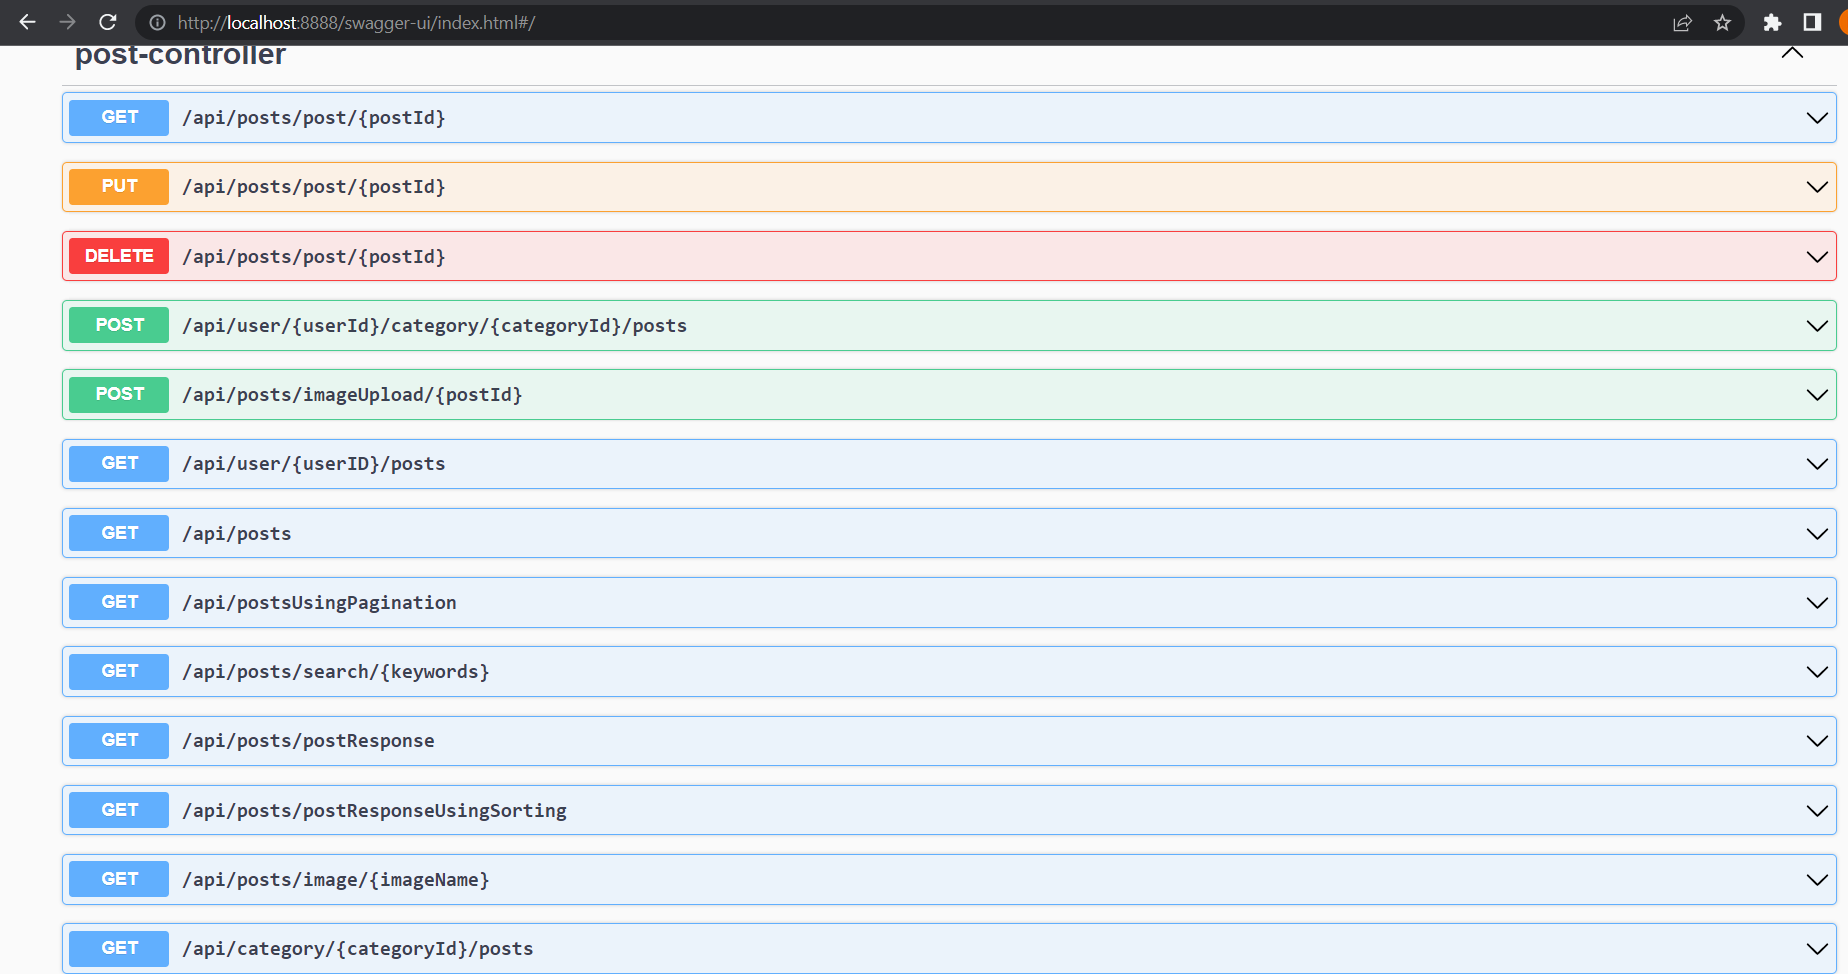 http://localhost:8888/swagger-ui/index.html#/
post-controller
GET /api/posts/post/{postId}
PUT /api/posts/post/{postId}
DELETE /api/posts/post/{postId}
POST /api/user/{userId}/category/{categoryId}/posts
POST /api/posts/imageUpload/{postId}
GET /api/user/{userID}/posts
GET /api/posts
GET /api/postsUsingPagination
GET /api/posts/search/{keywords}
GET /api/posts/postResponse
GET /api/posts/postResponseUsingSorting
GET /api/posts/image/{imageName}
GET /api/category/{categoryId}/posts